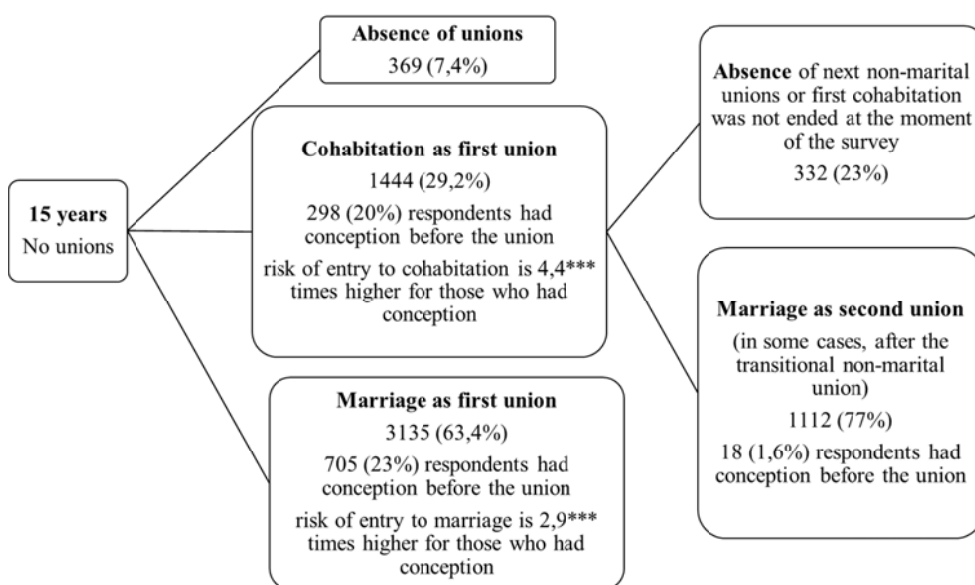 15 years
No unions
Absence of unions
369 (7,4%)
Cohabitation as first union
1444 (29,2%)
298 (20%) respondents had
conception before the union
risk of entry to cohabitation is 4,4***
times higher for those who had
conception
Marriage as first union
3135 (63,4%)
705 (23%) respondents had
conception before the union
risk of entry to marriage is 2,9***
times higher for those who had
conception
Absence of next non-marital
unions or first cohabitation
was not ended at the moment
of the survey
332 (23%)
Marriage as second union
(in some cases, after the
transitional non-marital
union)
1112 (77%)
18 (1,6%) respondents had
conception before the union